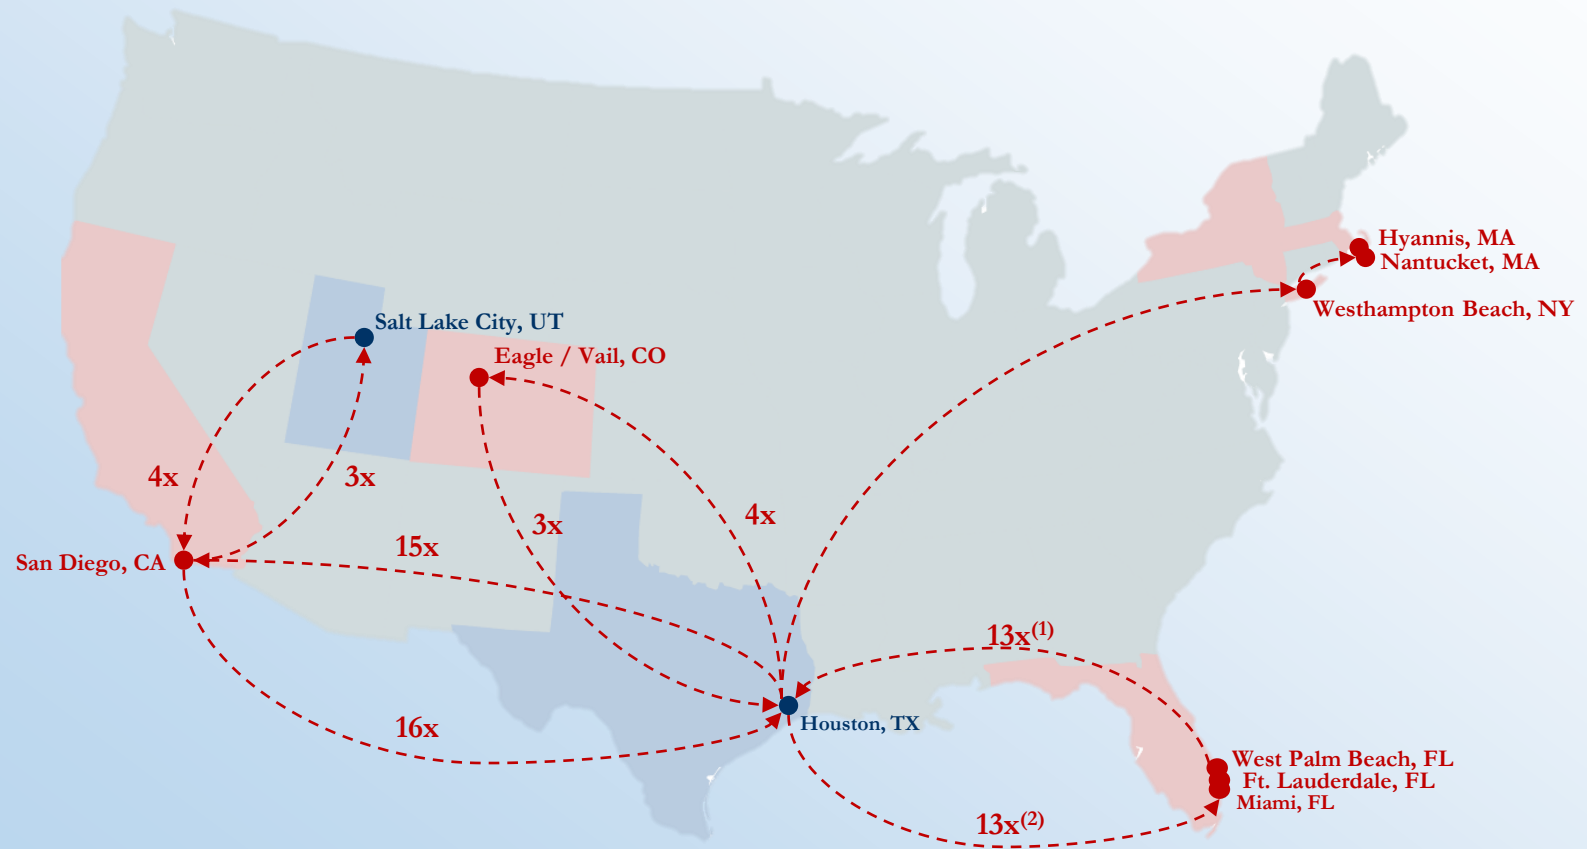 Hyannis, MA
Nantucket, MA
Westhampton Beach, NY
Salt Lake City, UT
Eagle / Vail, CO
4x
3x
3x
4x
15x
San Diego, CA
13x(1)
16x
Houston, TX
West Palm Beach, FL
Ft. Lauderdale, FL
Miami, FL
13x(2)